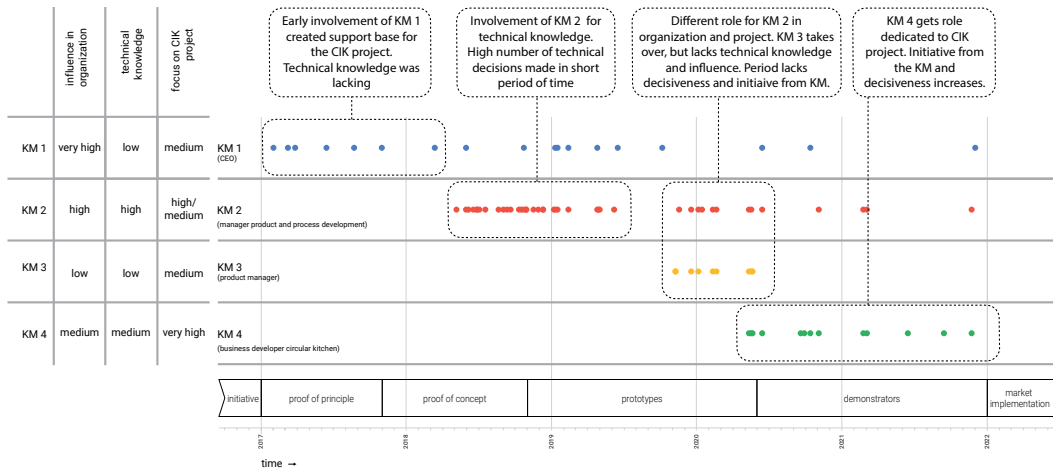 influence in
organization
technical
knowledge
focus on CIK
project
Early involvement of KM 1
created support base for
the CIK project.
Technical knowledge was
lacking
Involvement of KM 2 for
technical knowledge.
High number of technical
decisions made in short
period of time
Different role for KM 2 in
organization and project. KM 3 takes
over, but lacks technical knowledge
and influence. Period lacks
decisiveness and initiaive from KM.
KM 4 gets role
dedicated to CIK
project. Initiative from
the KM and
decisiveness increases.
KM 1 very high low medium
KM 1
(CEO)
KM 2 high high high/
medium
KM 2
(manager product and process development)
KM 3 low low medium
KM 3
(product manager)
KM 4 medium medium very high
KM 4
(business developer circular kitchen)
initiative proof of principle proof of concept prototypes demonstrators market
implementation
2017 2018 2019 2020 2021 2022
time →